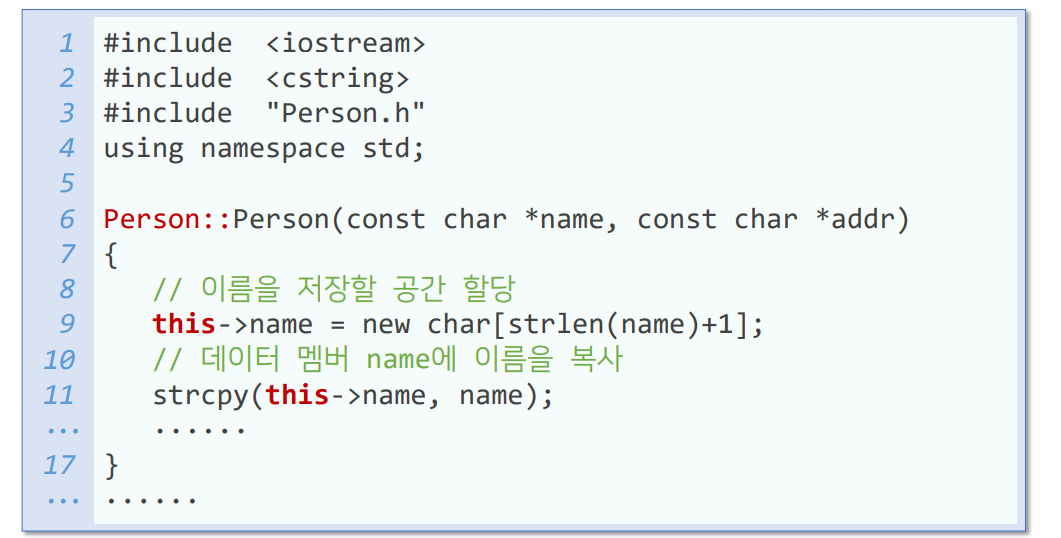 1 #include  <iostream>
2 #include  <cstring>
3 #include  "Person.h"
4 using namespace std;
5
6 Person::Person(const char *name, const char *addr)
7 {
8    // 이름을 저장할 공간 할당
9    this->name = new char[strlen(name)+1];
10    // 데이터 멤버 name에 이름을 복사
11    strcpy(this->name, name);
...    ......
17 }
... ......